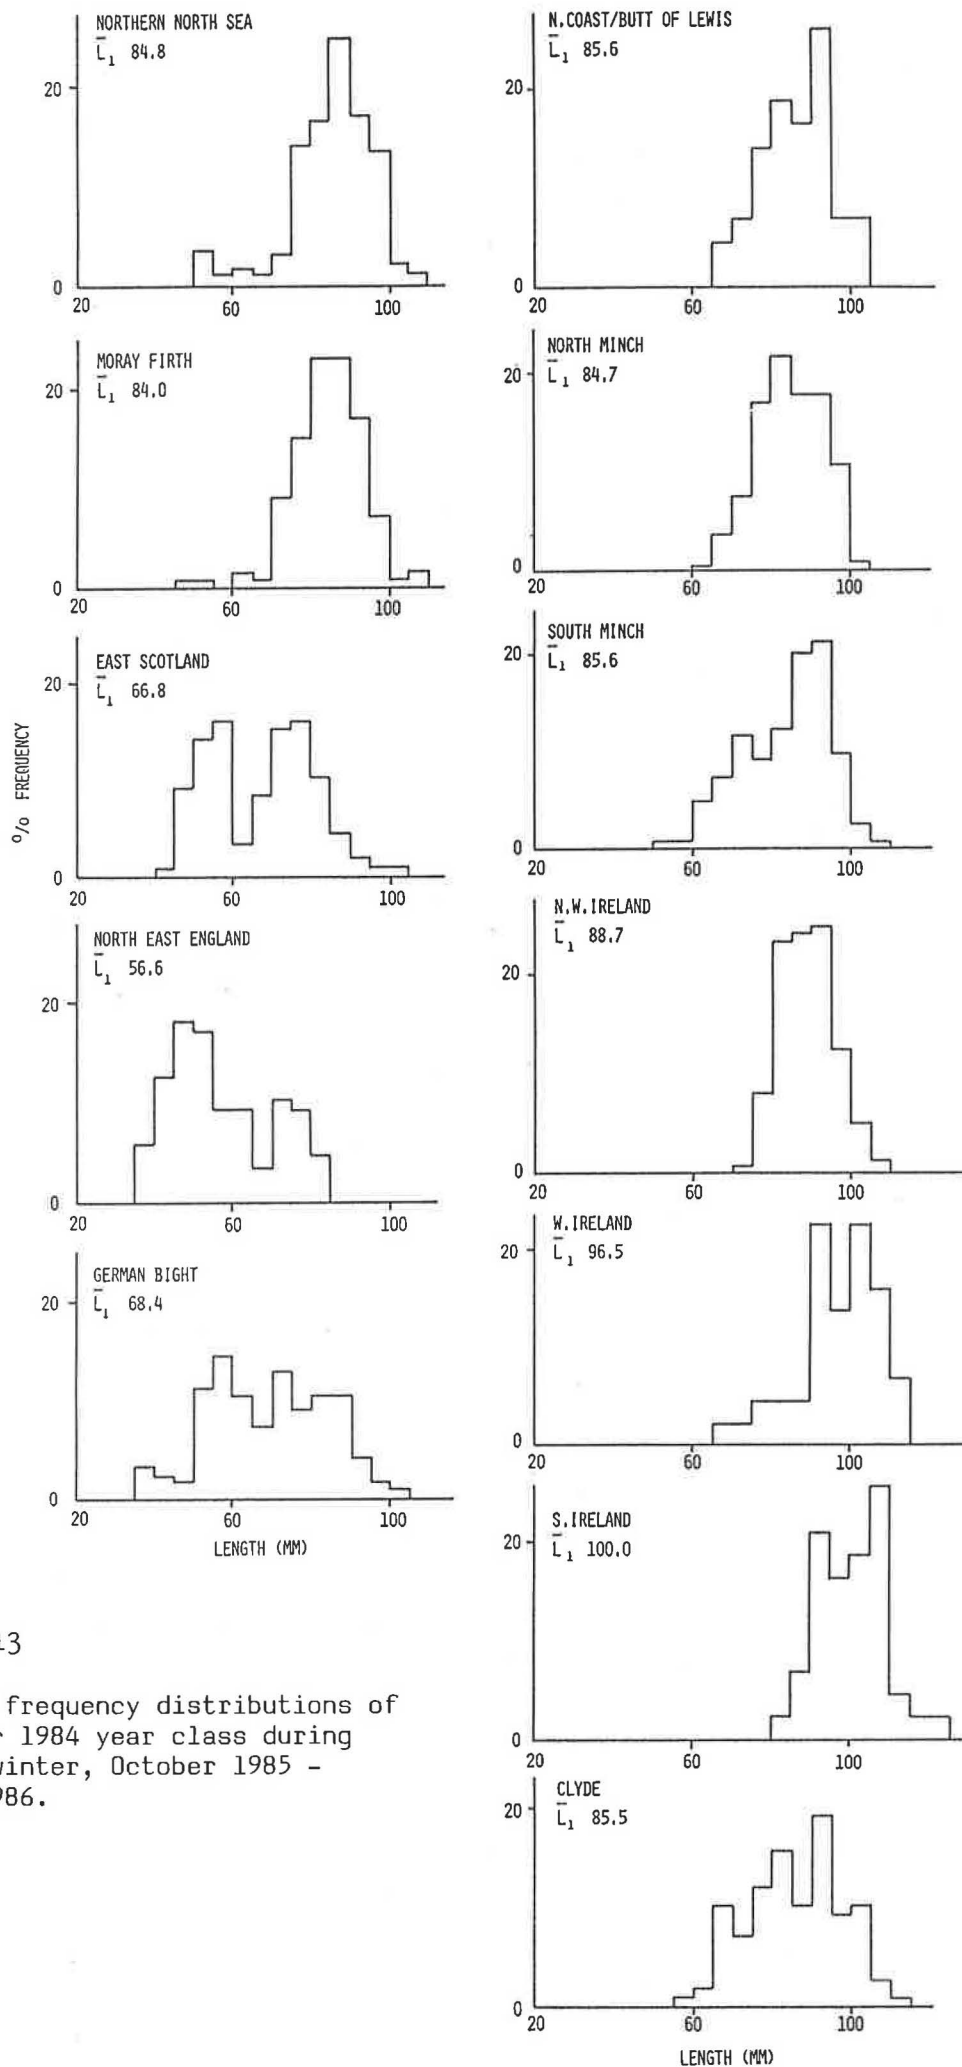 NORTHERN NORTH SEA
L̄₁ 84.8
20
0
20 60 100
MORAY FIRTH
L̄₁ 84.0
20
0
20 60 100
EAST SCOTLAND
L̄₁ 66.8
20
0
20 60 100
% FREQUENCY
NORTH EAST ENGLAND
L̄₁ 56.6
20
0
20 60 100
GERMAN BIGHT
L̄₁ 68.4
20
0
20 60 100
LENGTH (MM)
N.COAST/BUTT OF LEWIS
L̄₁ 85.6
20
0
20 60 100
NORTH MINCH
L̄₁ 84.7
20
0
20 60 100
SOUTH MINCH
L̄₁ 85.6
20
0
20 60 100
N.W.IRELAND
L̄₁ 88.7
20
0
20 60 100
W.IRELAND
L̄₁ 96.5
20
0
20 60 100
S.IRELAND
L̄₁ 100.0
20
0
20 60 100
CLYDE
L̄₁ 85.5
20
0
20 60 100
LENGTH (MM)
3
frequency distributions of
1984 year class during
winter, October 1985 -
86.